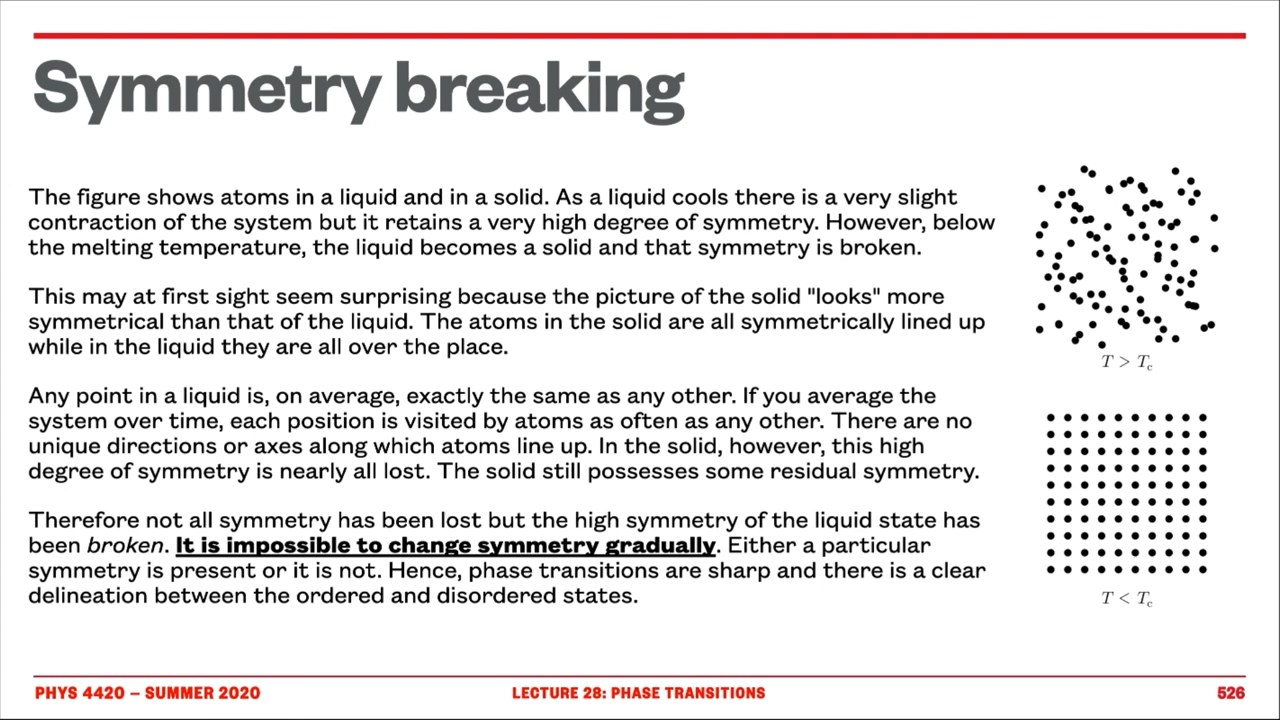 Symmetry breaking
The figure shows atoms in a liquid and in a solid. As a liquid cools there is a very slight
contraction of the system but it retains a very high degree of symmetry. However, below
the melting temperature, the liquid becomes a solid and that symmetry is broken.
This may at first sight seem surprising because the picture of the solid "looks" more
symmetrical than that of the liquid. The atoms in the solid are all symmetrically lined up
while in the liquid they are all over the place.
Any point in a liquid is, on average, exactly the same as any other. If you average the
system over time, each position is visited by atoms as often as any other. There are no
unique directions or axes along which atoms line up. In the solid, however, this high
degree of symmetry is nearly all lost. The solid still possesses some residual symmetry.
Therefore not all symmetry has been lost but the high symmetry of the liquid state has
been broken. It is impossible to change symmetry gradually. Either a particular
symmetry is present or it is not. Hence, phase transitions are sharp and there is a clear
delineation between the ordered and disordered states.
T > Tc
T < Tc
PHYS 4420 – SUMMER 2020
LECTURE 28: PHASE TRANSITIONS
526